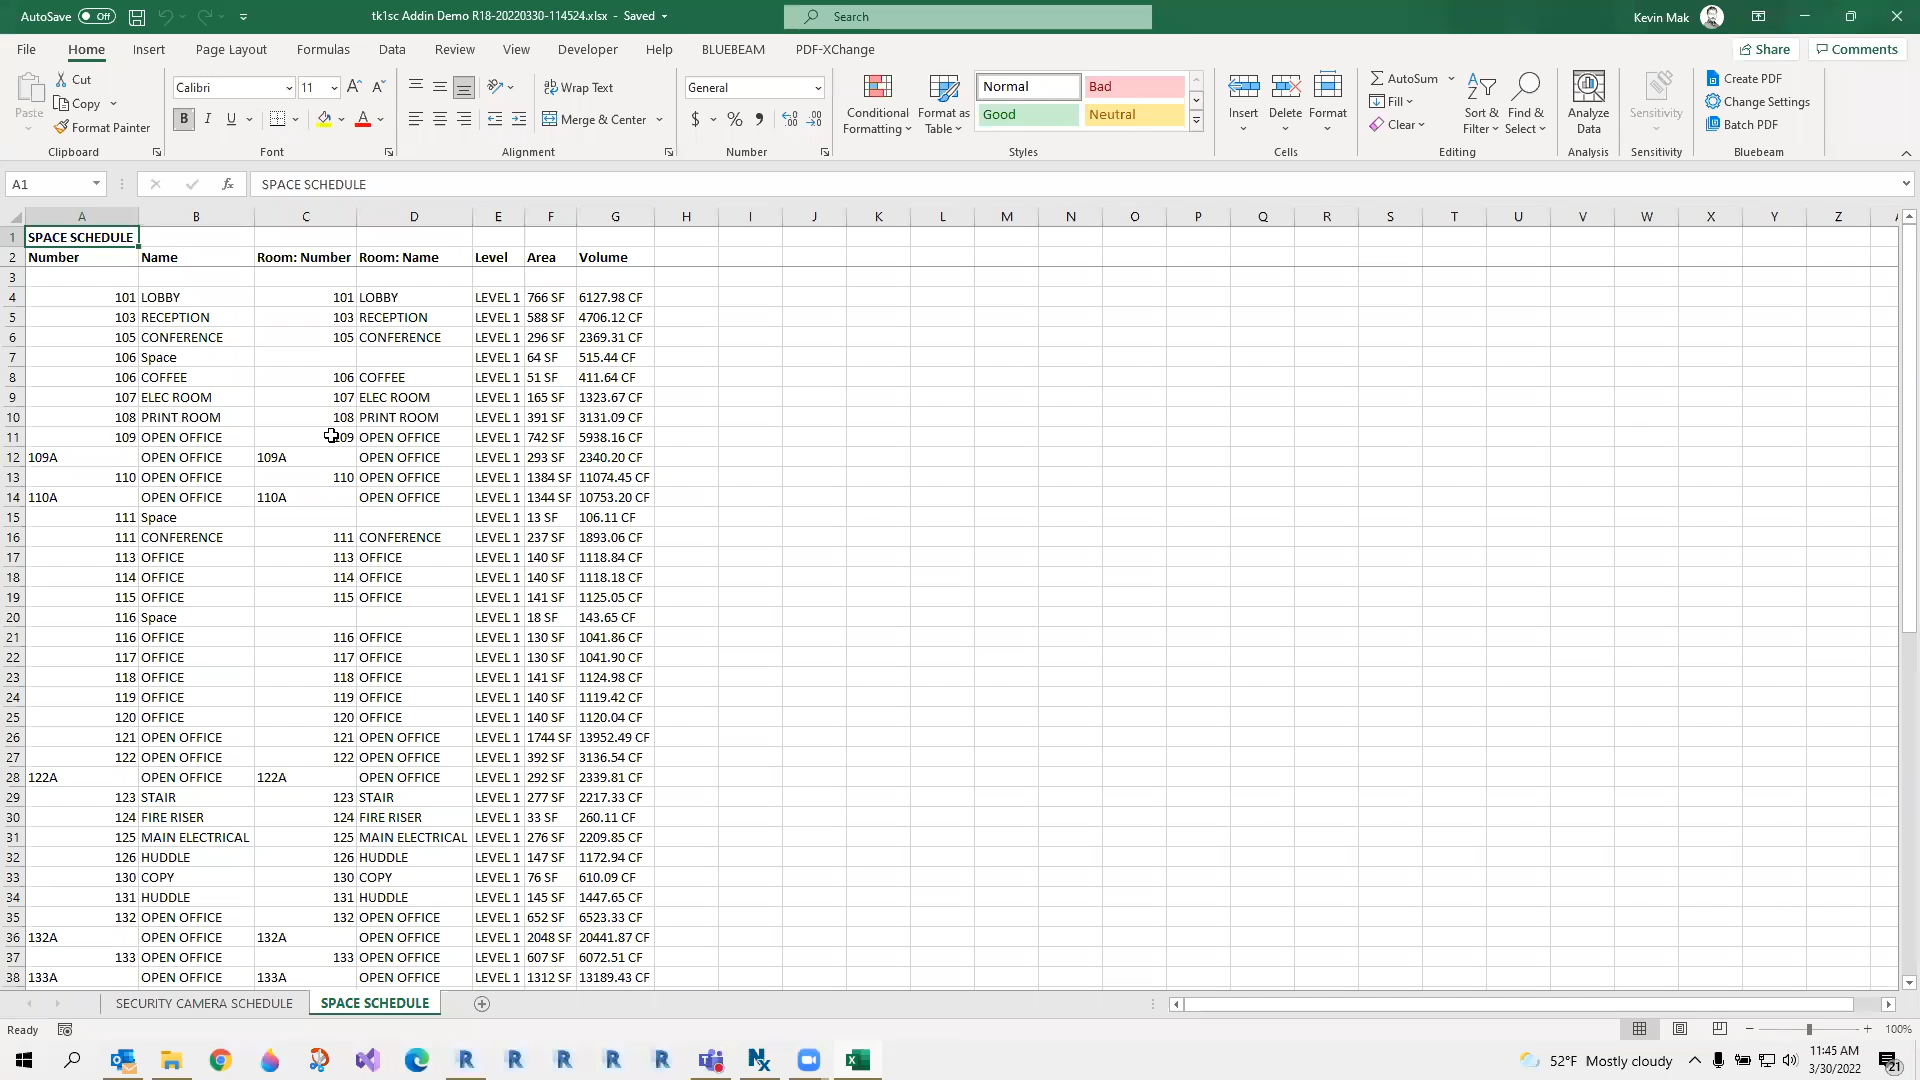 AutoSave Off tk1sc Addin Demo R18-20220330-114524.xlsx - Saved Search Kevin Mak
File Home Insert Page Layout Formulas Data Review View Developer Help BLUEBEAM PDF-XChange Share Comments
Paste Cut Copy Format Painter Clipboard
Calibri 11 B I U A Font
Wrap Text Merge & Center Alignment
General $ % Number
Conditional Formatting Format as Table Normal Bad Good Neutral Styles
Insert Delete Format Cells
AutoSum Fill Clear Sort & Filter Find & Select Editing
Analyze Data Analysis
Sensitivity Sensitivity
Create PDF Change Settings Batch PDF Bluebeam
A1 fx SPACE SCHEDULE
A B C D E F G H I J K L M N O P Q R S T U V W X Y Z
1 SPACE SCHEDULE
2 Number Name Room: Number Room: Name Level Area Volume
3
4 101 LOBBY 101 LOBBY LEVEL 1 766 SF 6127.98 CF
5 103 RECEPTION 103 RECEPTION LEVEL 1 588 SF 4706.12 CF
6 105 CONFERENCE 105 CONFERENCE LEVEL 1 296 SF 2369.31 CF
7 106 Space LEVEL 1 64 SF 515.44 CF
8 106 COFFEE 106 COFFEE LEVEL 1 51 SF 411.64 CF
9 107 ELEC ROOM 107 ELEC ROOM LEVEL 1 165 SF 1323.67 CF
10 108 PRINT ROOM 108 PRINT ROOM LEVEL 1 391 SF 3131.09 CF
11 109 OPEN OFFICE 109 OPEN OFFICE LEVEL 1 742 SF 5938.16 CF
12 109A OPEN OFFICE 109A OPEN OFFICE LEVEL 1 293 SF 2340.20 CF
13 110 OPEN OFFICE 110 OPEN OFFICE LEVEL 1 1384 SF 11074.45 CF
14 110A OPEN OFFICE 110A OPEN OFFICE LEVEL 1 1344 SF 10753.20 CF
15 111 Space LEVEL 1 13 SF 106.11 CF
16 111 CONFERENCE 111 CONFERENCE LEVEL 1 237 SF 1893.06 CF
17 113 OFFICE 113 OFFICE LEVEL 1 140 SF 1118.84 CF
18 114 OFFICE 114 OFFICE LEVEL 1 140 SF 1118.18 CF
19 115 OFFICE 115 OFFICE LEVEL 1 141 SF 1125.05 CF
20 116 Space LEVEL 1 18 SF 143.65 CF
21 116 OFFICE 116 OFFICE LEVEL 1 130 SF 1041.86 CF
22 117 OFFICE 117 OFFICE LEVEL 1 130 SF 1041.90 CF
23 118 OFFICE 118 OFFICE LEVEL 1 141 SF 1124.98 CF
24 119 OFFICE 119 OFFICE LEVEL 1 140 SF 1119.42 CF
25 120 OFFICE 120 OFFICE LEVEL 1 140 SF 1120.04 CF
26 121 OPEN OFFICE 121 OPEN OFFICE LEVEL 1 1744 SF 13952.49 CF
27 122 OPEN OFFICE 122 OPEN OFFICE LEVEL 1 392 SF 3136.54 CF
28 122A OPEN OFFICE 122A OPEN OFFICE LEVEL 1 292 SF 2339.81 CF
29 123 STAIR 123 STAIR LEVEL 1 277 SF 2217.33 CF
30 124 FIRE RISER 124 FIRE RISER LEVEL 1 33 SF 260.11 CF
31 125 MAIN ELECTRICAL 125 MAIN ELECTRICAL LEVEL 1 276 SF 2209.85 CF
32 126 HUDDLE 126 HUDDLE LEVEL 1 147 SF 1172.94 CF
33 130 COPY 130 COPY LEVEL 1 76 SF 610.09 CF
34 131 HUDDLE 131 HUDDLE LEVEL 1 145 SF 1447.65 CF
35 132 OPEN OFFICE 132 OPEN OFFICE LEVEL 1 652 SF 6523.33 CF
36 132A OPEN OFFICE 132A OPEN OFFICE LEVEL 1 2048 SF 20441.87 CF
37 133 OPEN OFFICE 133 OPEN OFFICE LEVEL 1 607 SF 6072.51 CF
38 133A OPEN OFFICE 133A OPEN OFFICE LEVEL 1 1312 SF 13189.43 CF
SECURITY CAMERA SCHEDULE SPACE SCHEDULE
Ready 100%
52°F Mostly cloudy 11:45 AM
3/30/2022 21